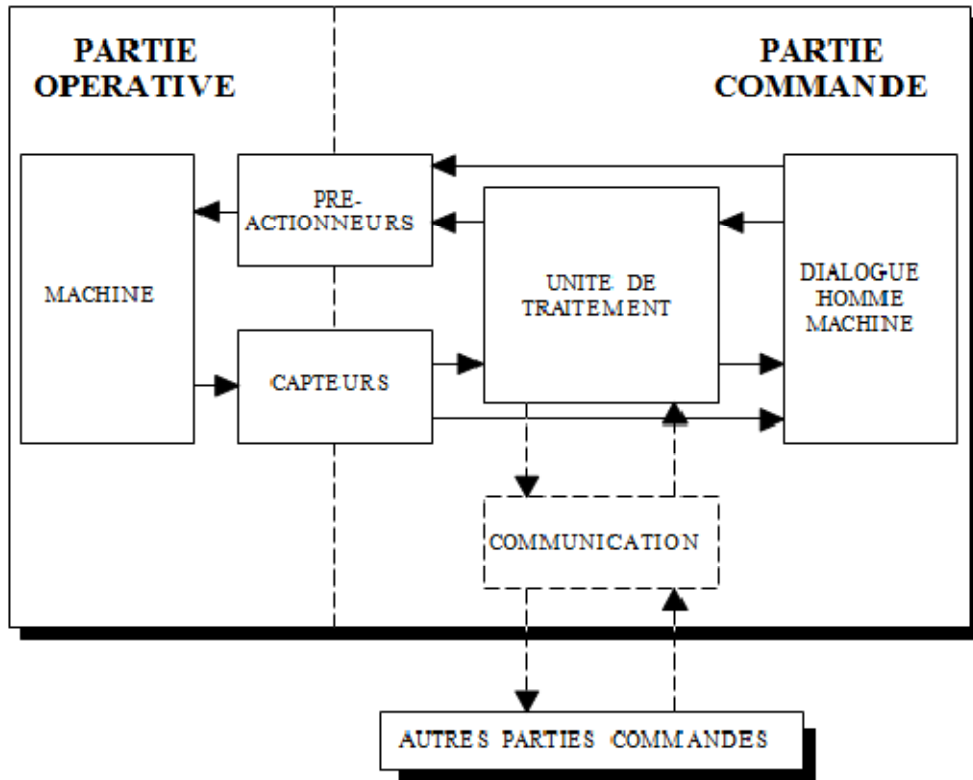 PARTIE
OPERATIVE
PARTIE
COMMANDE
PRE-
ACTIONNEURS
MACHINE
UNITE DE
TRAITEMENT
DIALOGUE
HOMME
MACHINE
CAPTEURS
COMMUNICATION
AUTRES PARTIES COMMANDES